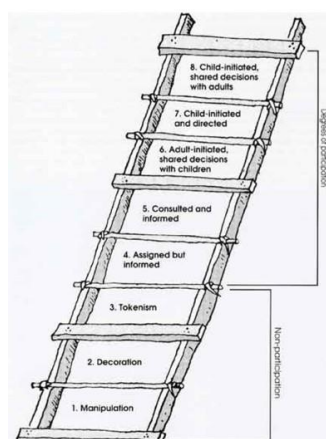 8. Child-initiated,
shared decisions
with adults
7. Child-initiated
and directed
6. Adult-initiated,
shared decisions
with children
5. Consulted and
informed
4. Assigned but
informed
3. Tokenism
2. Decoration
1. Manipulation
Degrees of participation
Non-participation